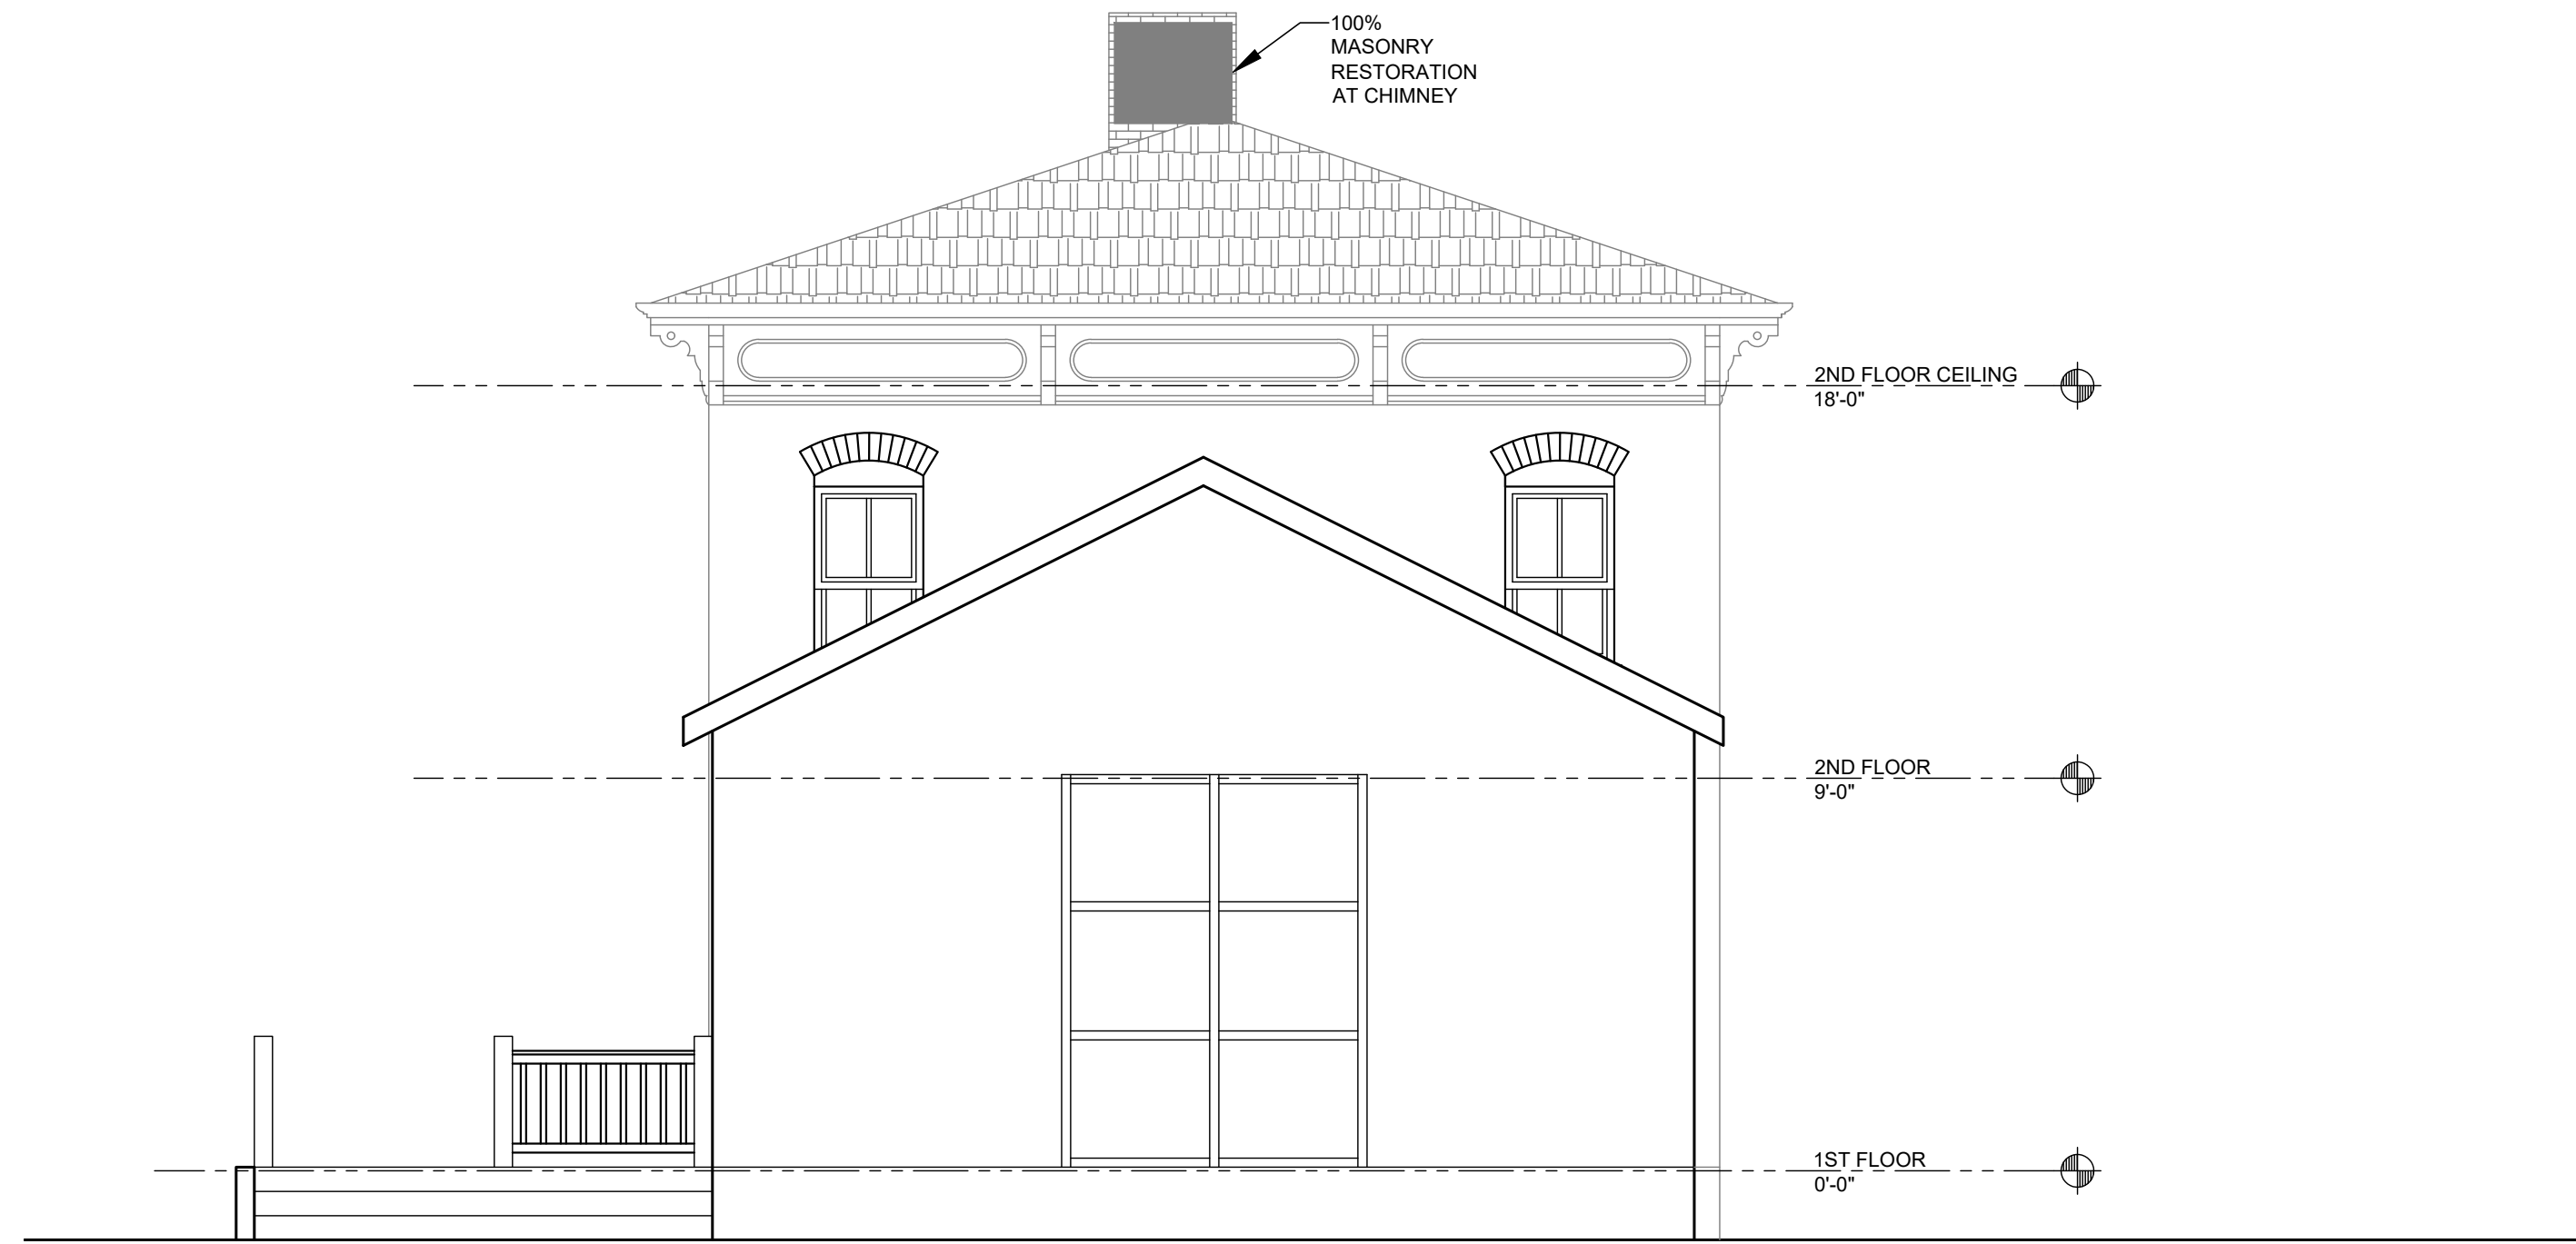 100%
MASONRY
RESTORATION
AT CHIMNEY
2ND FLOOR CEILING
18'-0"
2ND FLOOR
9'-0"
1ST FLOOR
0'-0"